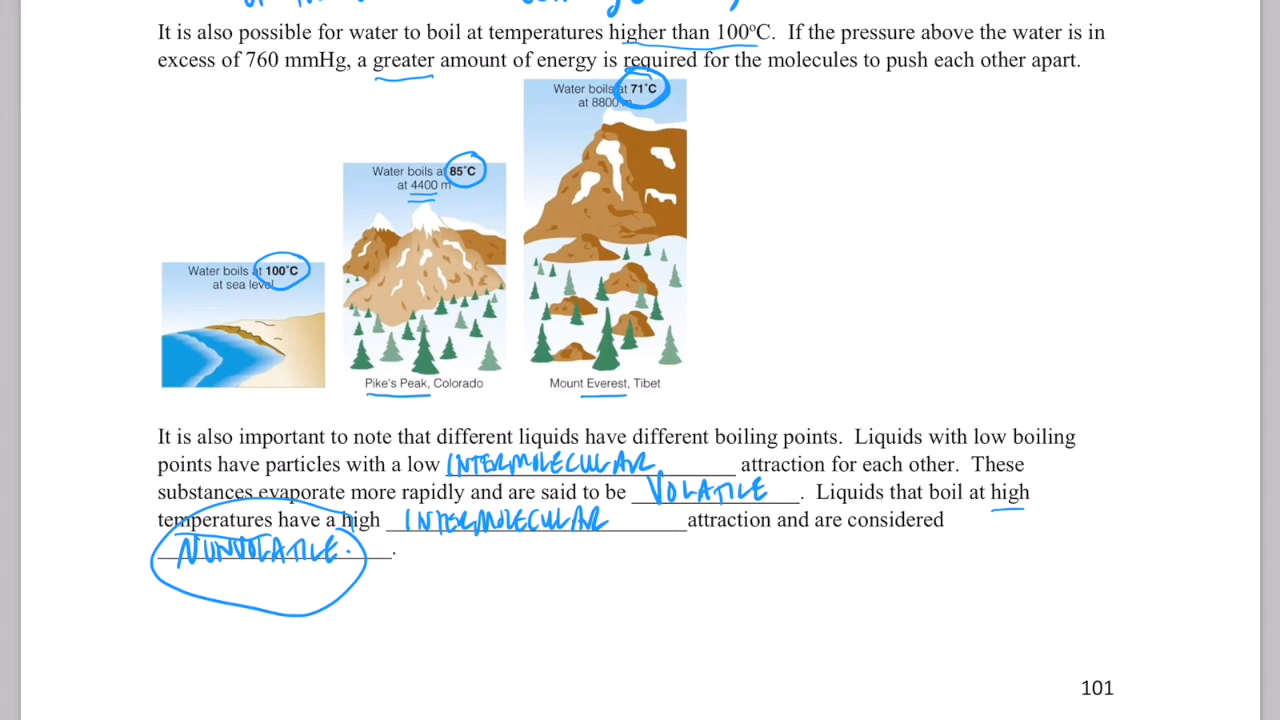 It is also possible for water to boil at temperatures higher than 100°C. If the pressure above the water is in
excess of 760 mmHg, a greater amount of energy is required for the molecules to push each other apart.
Water boils at 71°C
at 8800 m
Water boils at 85°C
at 4400 m
Water boils at 100°C
at sea level
Pike's Peak, Colorado
Mount Everest, Tibet
It is also important to note that different liquids have different boiling points. Liquids with low boiling
points have particles with a low INTERMOLECULAR attraction for each other. These
substances evaporate more rapidly and are said to be VOLATILE. Liquids that boil at high
temperatures have a high INTERMOLECULAR attraction and are considered
NONVOLATILE.
101